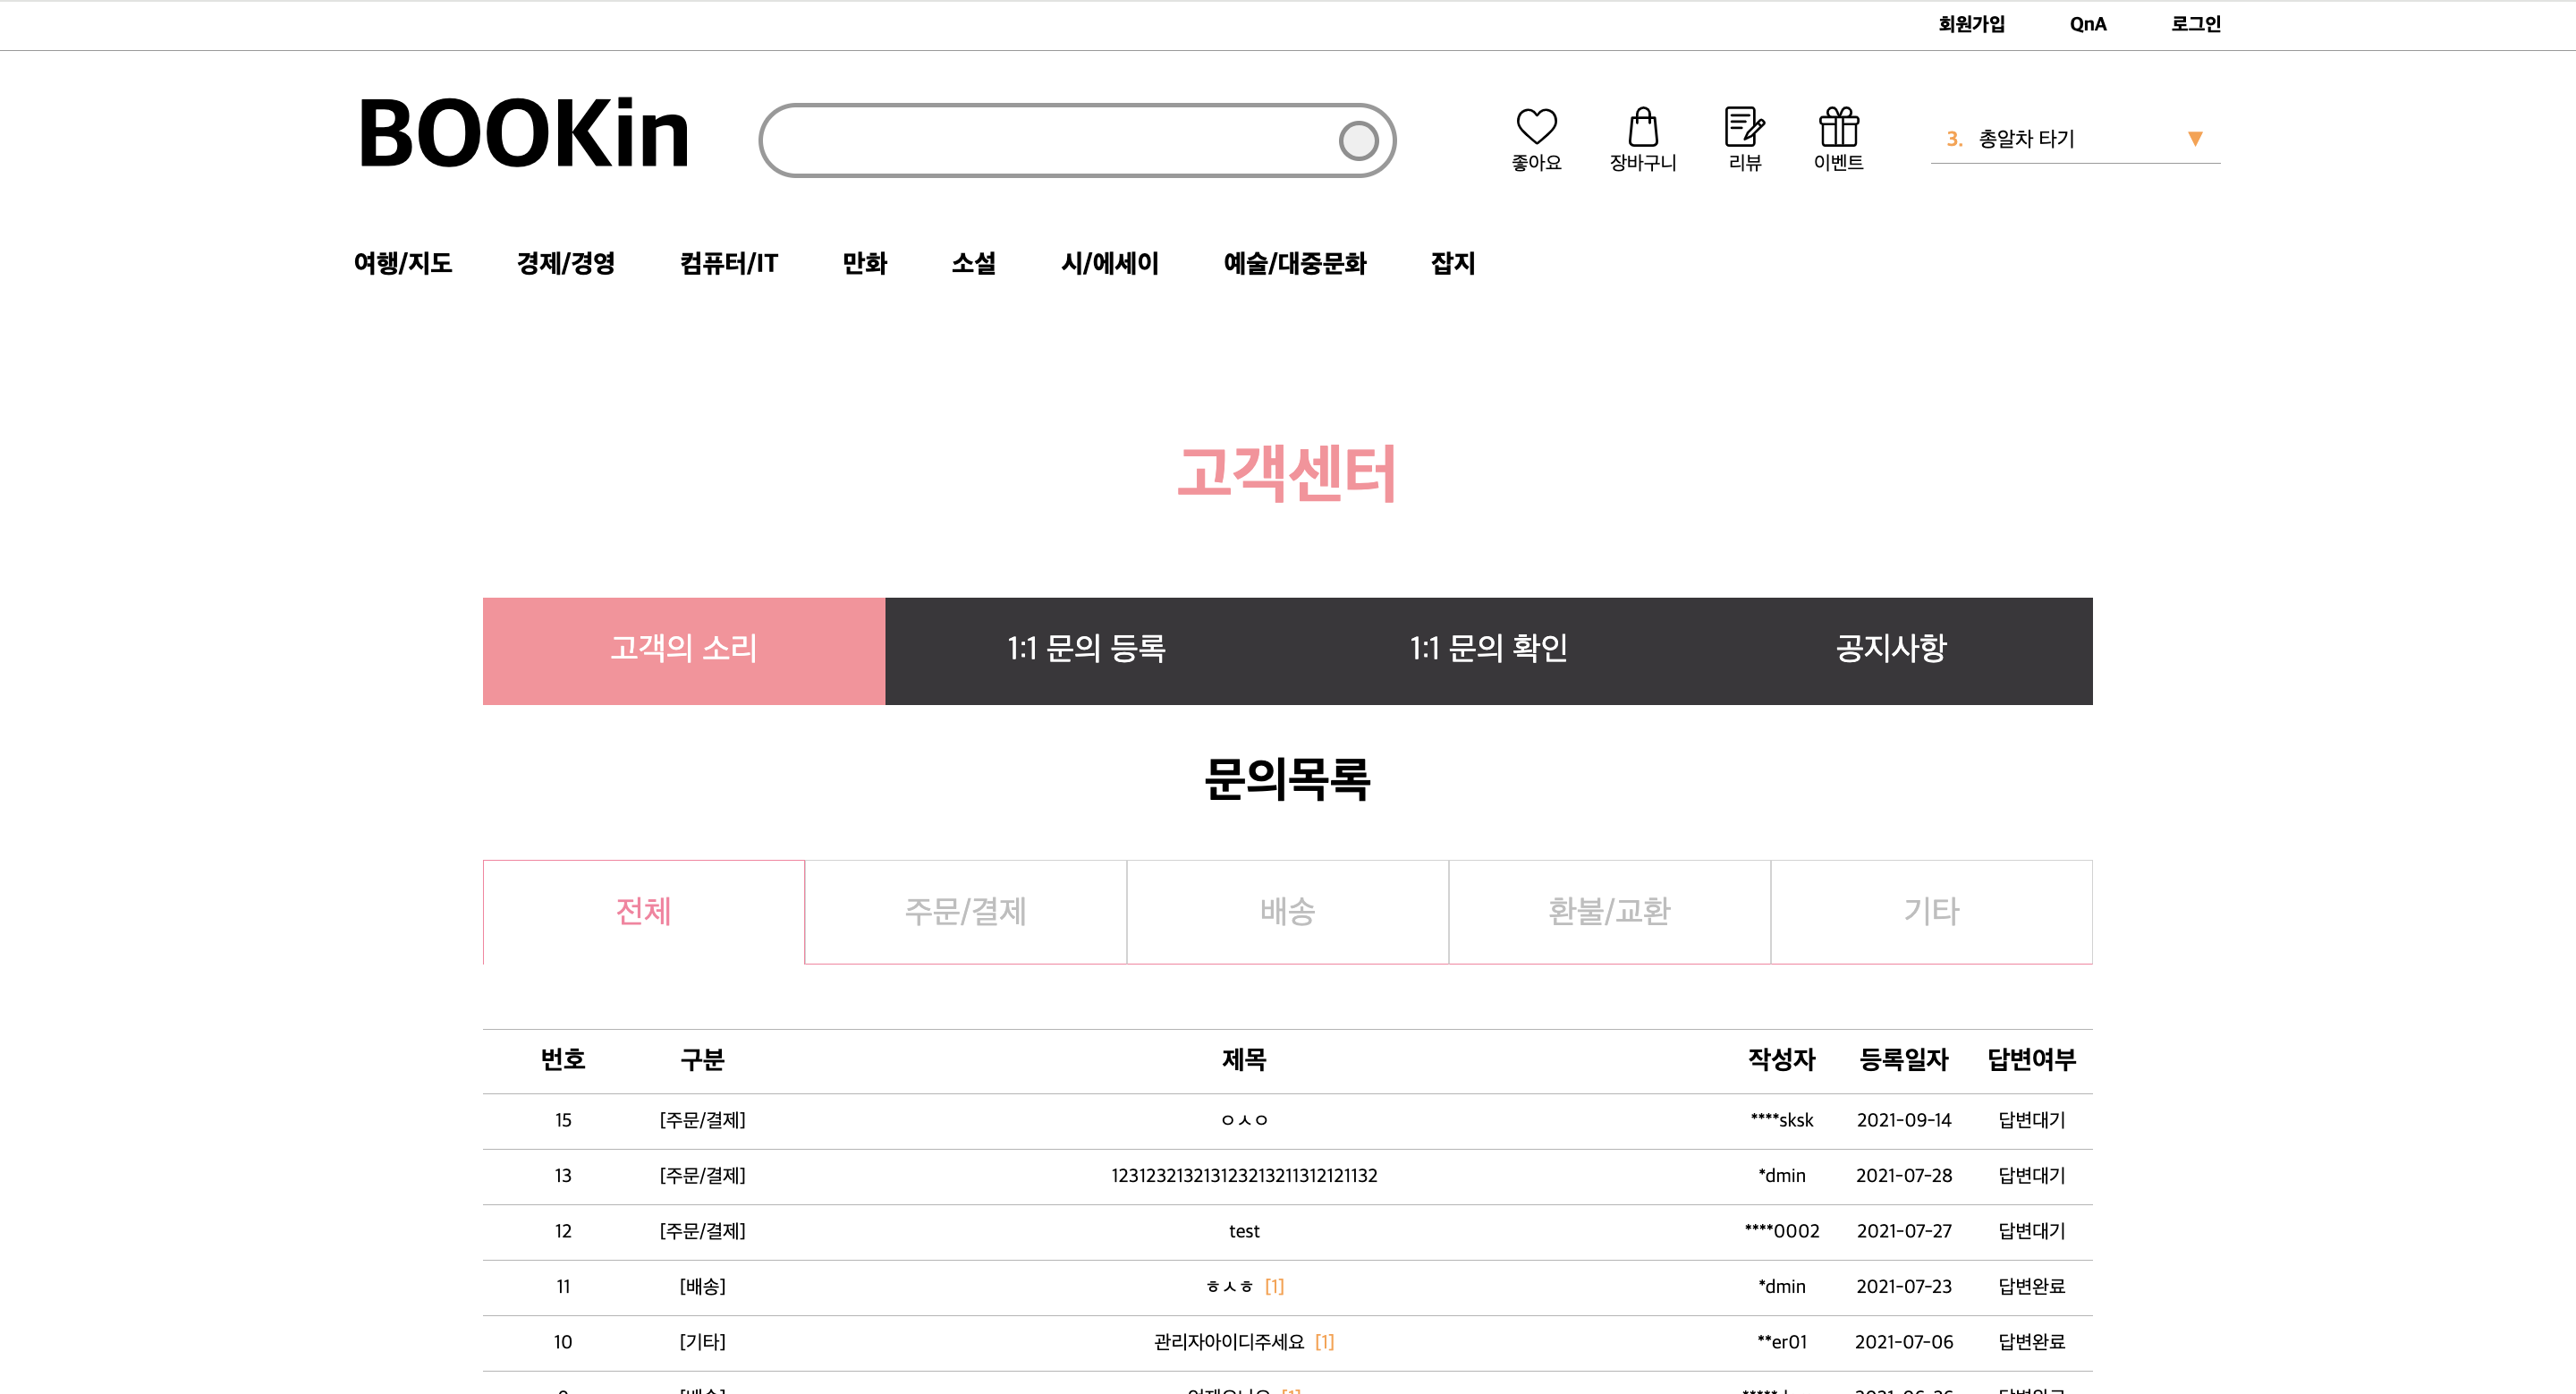 회원가입 QnA 로그인
BOOKin
좋아요 장바구니 리뷰 이벤트
3. 총알차 타기 ▼
여행/지도 경제/경영 컴퓨터/IT 만화 소설 시/에세이 예술/대중문화 잡지
고객센터
고객의 소리 1:1 문의 등록 1:1 문의 확인 공지사항
문의목록
전체 주문/결제 배송 환불/교환 기타
번호 구분 제목 작성자 등록일자 답변여부
15 [주문/결제] ㅇㅅㅇ ****sksk 2021-09-14 답변대기
13 [주문/결제] 123123213213123213211312121132 *dmin 2021-07-28 답변대기
12 [주문/결제] test ****0002 2021-07-27 답변대기
11 [배송] ㅎㅅㅎ [1] *dmin 2021-07-23 답변완료
10 [기타] 관리자아이디주세요 [1] **er01 2021-07-06 답변완료